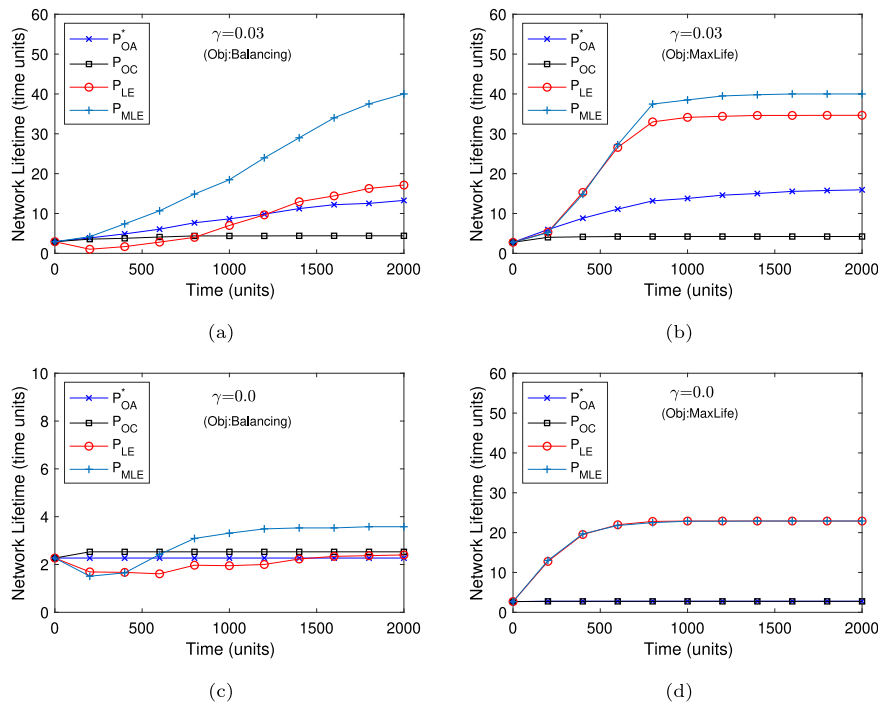 Network Lifetime (time units)
60
50
40
30
20
10
0
P*OA
POC
PLE
PMLE
γ=0.03
(Obj:Balancing)
0
500
1000
1500
2000
Time (units)
(a)
Network Lifetime (time units)
60
50
40
30
20
10
0
P*OA
POC
PLE
PMLE
γ=0.03
(Obj:MaxLife)
0
500
1000
1500
2000
Time (units)
(b)
Network Lifetime (time units)
10
8
6
4
2
0
P*OA
POC
PLE
PMLE
γ=0.0
(Obj:Balancing)
0
500
1000
1500
2000
Time (units)
(c)
Network Lifetime (time units)
60
50
40
30
20
10
0
P*OA
POC
PLE
PMLE
γ=0.0
(Obj:MaxLife)
0
500
1000
1500
2000
Time (units)
(d)